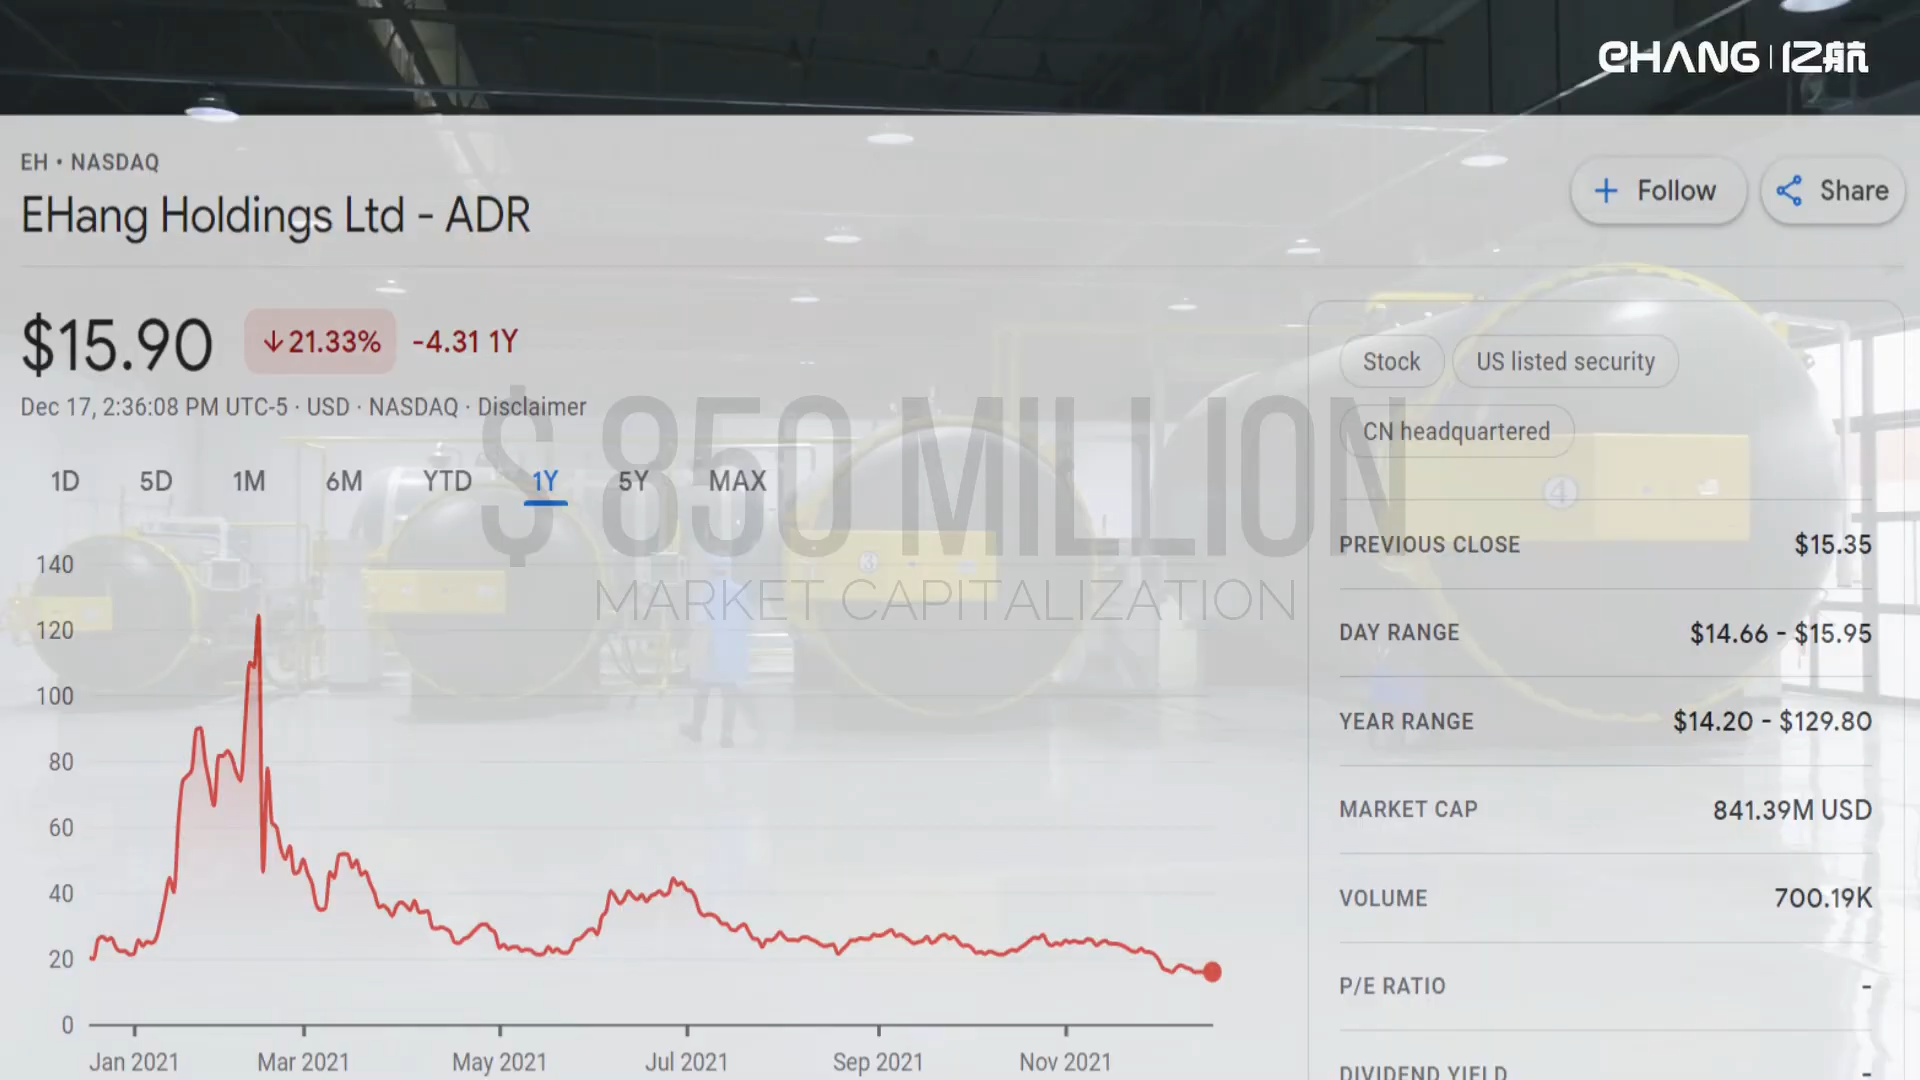 EHANG | 亿航
EH • NASDAQ
EHang Holdings Ltd - ADR
+ Follow
Share
$15.90
↓21.33%
-4.31 1Y
Dec 17, 2:36:08 PM UTC-5 · USD · NASDAQ · Disclaimer
1D 5D 1M 6M YTD 1Y 5Y MAX
$ 850 MILLION
MARKET CAPITALIZATION
140
120
100
80
60
40
20
0
Jan 2021 Mar 2021 May 2021 Jul 2021 Sep 2021 Nov 2021
Stock
US listed security
CN headquartered
PREVIOUS CLOSE $15.35
DAY RANGE $14.66 - $15.95
YEAR RANGE $14.20 - $129.80
MARKET CAP 841.39M USD
VOLUME 700.19K
P/E RATIO -
DIVIDEND YIELD -
3
4